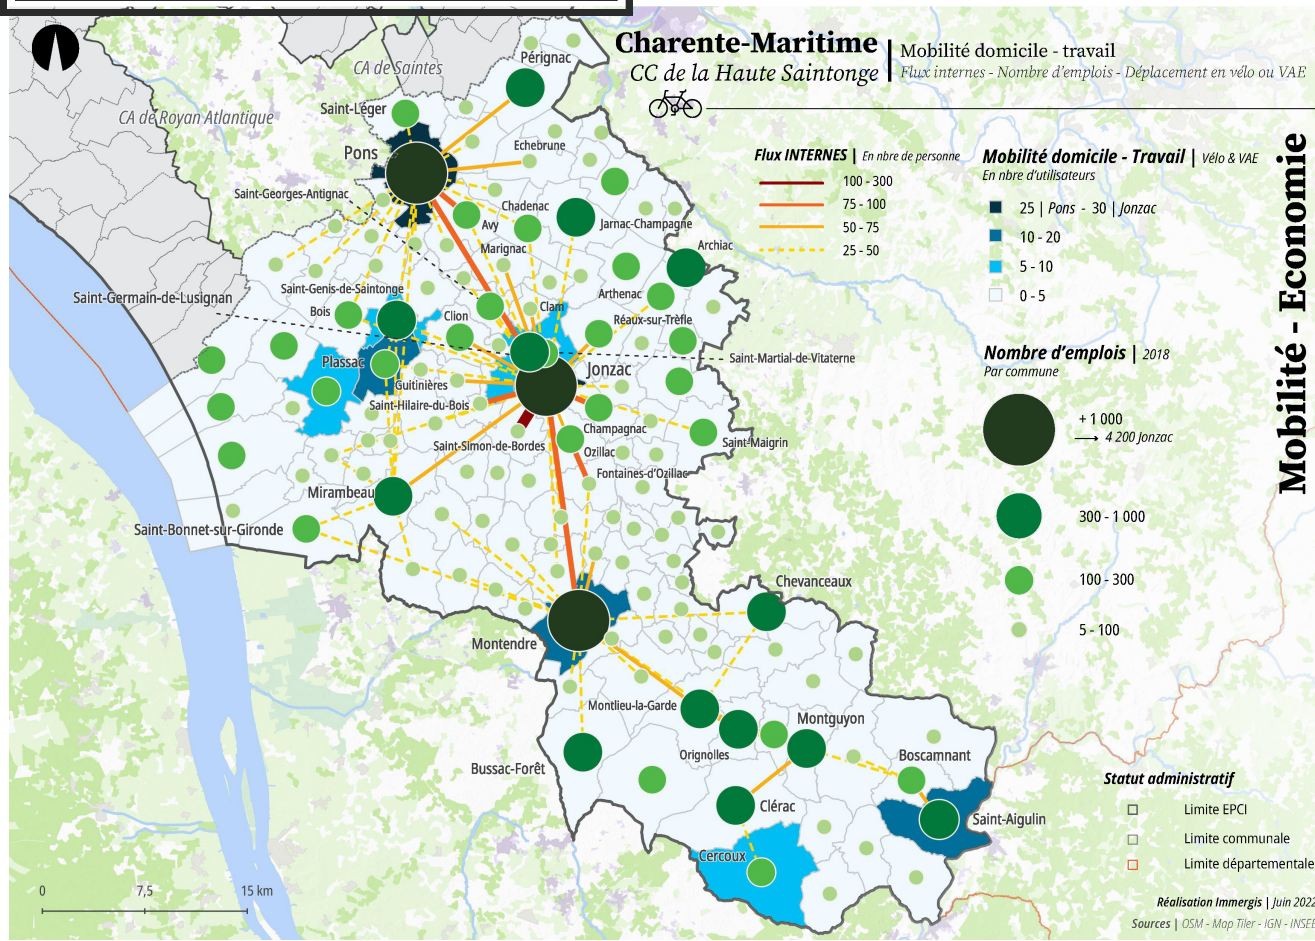 Charente-Maritime
CC de la Haute Saintonge
Mobilité domicile - travail
Flux internes - Nombre d'emplois - Déplacement en vélo ou VAE
Mobilité - Economie
Flux INTERNES | En nbre de personne
100 - 300
75 - 100
50 - 75
25 - 50
Mobilité domicile - Travail | Vélo & VAE
En nbre d'utilisateurs
25 | Pons - 30 | Jonzac
10 - 20
5 - 10
0 - 5
Nombre d'emplois | 2018
Par commune
+ 1 000
4 200 Jonzac
300 - 1 000
100 - 300
5 - 100
CA de Saintes
CA de Royan Atlantique
Pérignac
Saint-Léger
Pons
Echebrune
Saint-Georges-Antignac
Chadenac
Avy
Jarnac-Champagne
Marignac
Archiac
Saint-Genis-de-Saintonge
Saint-Germain-de-Lusignan
Arthenac
Bois
Clion
Clam
Réaux-sur-Trèfle
Saint-Martial-de-Vitaterne
Plassac
Jonzac
Guitinières
Saint-Hilaire-du-Bois
Champagnac
Saint-Simon-de-Bordes
Saint-Maigrin
Ozillac
Fontaines-d'Ozillac
Mirambeau
Saint-Bonnet-sur-Gironde
Chevanceaux
Montendre
Montlieu-la-Garde
Montguyon
Orignolles
Boscamnant
Bussac-Forêt
Clérac
Saint-Aigulin
Cercoux
0
7,5
15 km
Statut administratif
Limite EPCI
Limite communale
Limite départementale
Réalisation Immergis | Juin 2022
Sources | OSM - Map Tiler - IGN - INSEE